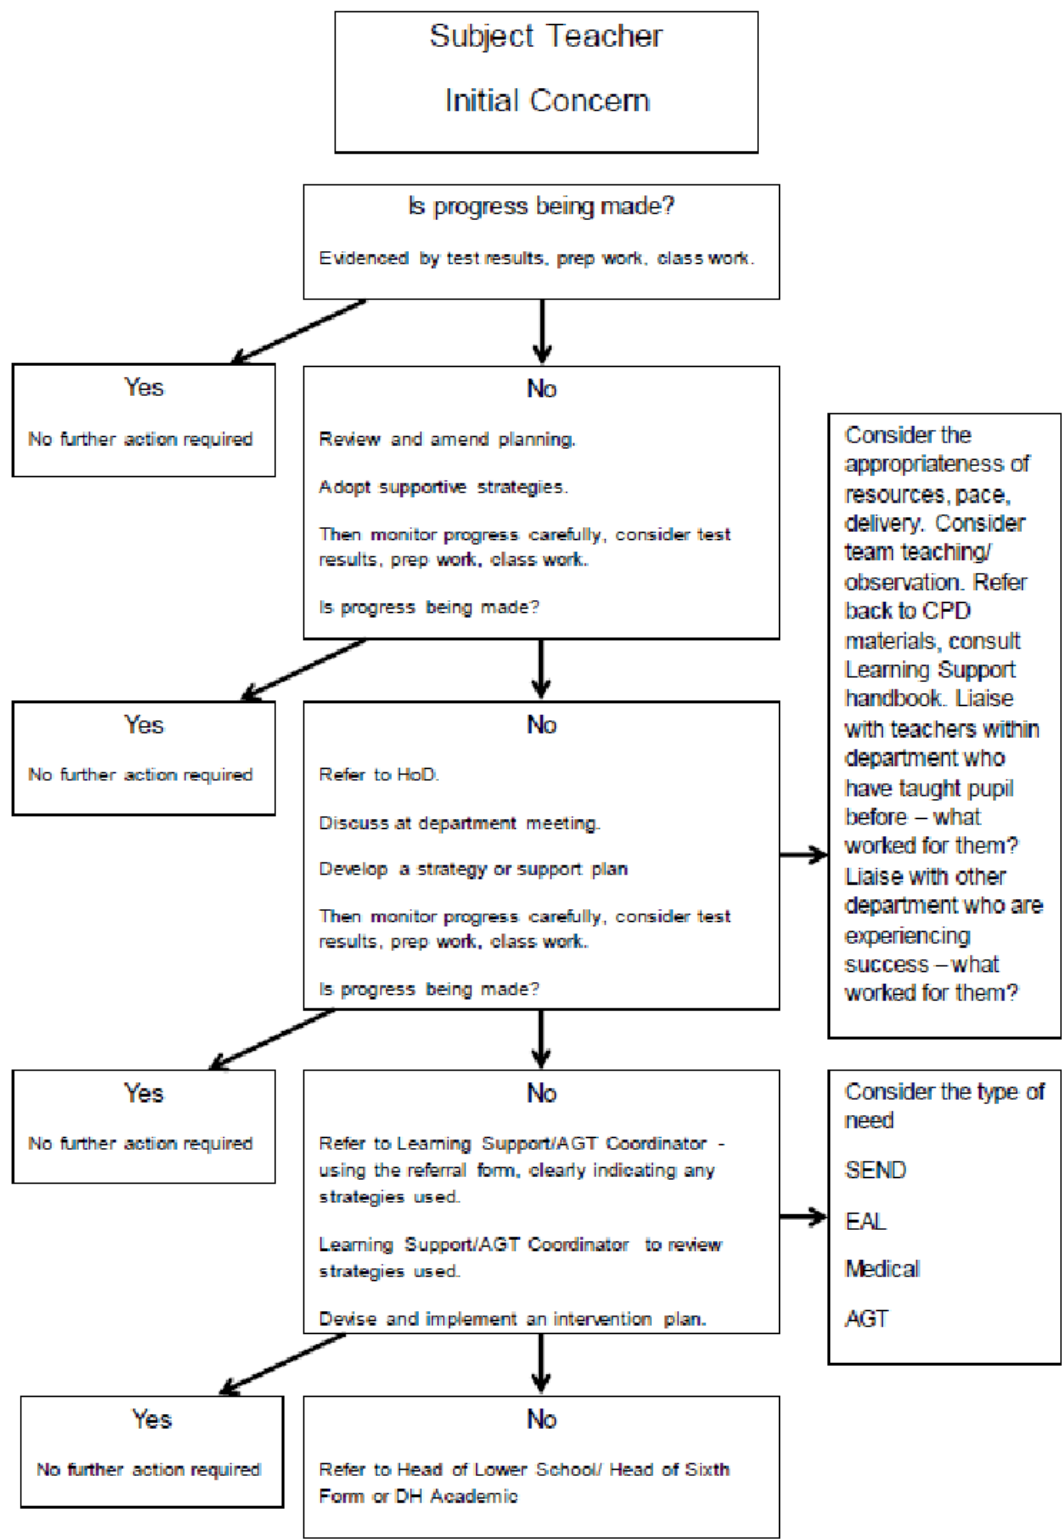 Subject Teacher
Initial Concern
Is progress being made?
Evidenced by test results, prep work, class work.
Yes
No further action required
No
Review and amend planning.
Adopt supportive strategies.
Then monitor progress carefully, consider test
results, prep work, class work.
Is progress being made?
Yes
No further action required
No
Refer to HoD.
Discuss at department meeting.
Develop a strategy or support plan
Then monitor progress carefully, consider test
results, prep work, class work.
Is progress being made?
Consider the
appropriateness of
resources, pace,
delivery. Consider
team teaching/
observation. Refer
back to CPD
materials, consult
Learning Support
handbook. Liaise
with teachers within
department who
have taught pupil
before – what
worked for them?
Liaise with other
department who are
experiencing
success – what
worked for them?
Yes
No further action required
No
Refer to Learning Support/AGT Coordinator -
using the referral form, clearly indicating any
strategies used.
Learning Support/AGT Coordinator to review
strategies used.
Devise and implement an intervention plan.
Consider the type of
need
SEND
EAL
Medical
AGT
Yes
No further action required
No
Refer to Head of Lower School/ Head of Sixth
Form or DH Academic